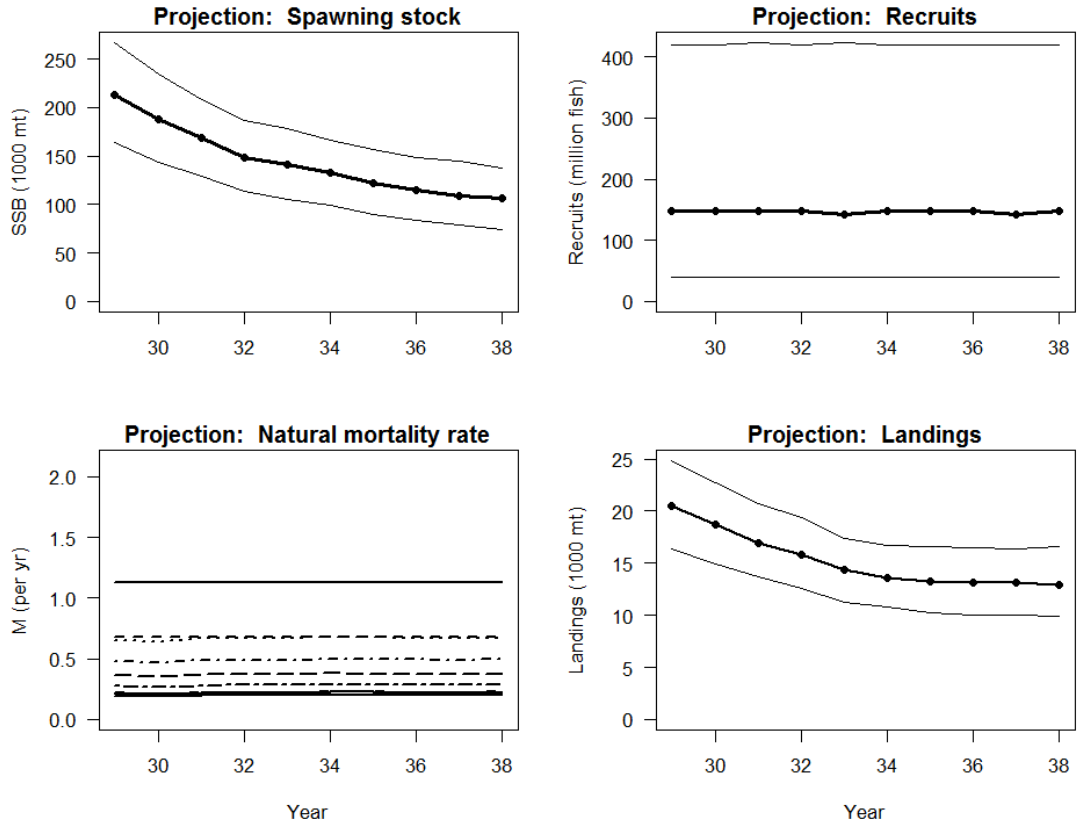 Projection:  Spawning stock
SSB (1000 mt)
250
200
150
100
50
0
30 32 34 36 38
Projection:  Recruits
Recruits (million fish)
400
300
200
100
0
30 32 34 36 38
Projection:  Natural mortality rate
M (per yr)
2.0
1.5
1.0
0.5
0.0
30 32 34 36 38
Year
Projection:  Landings
Landings (1000 mt)
25
20
15
10
5
0
30 32 34 36 38
Year